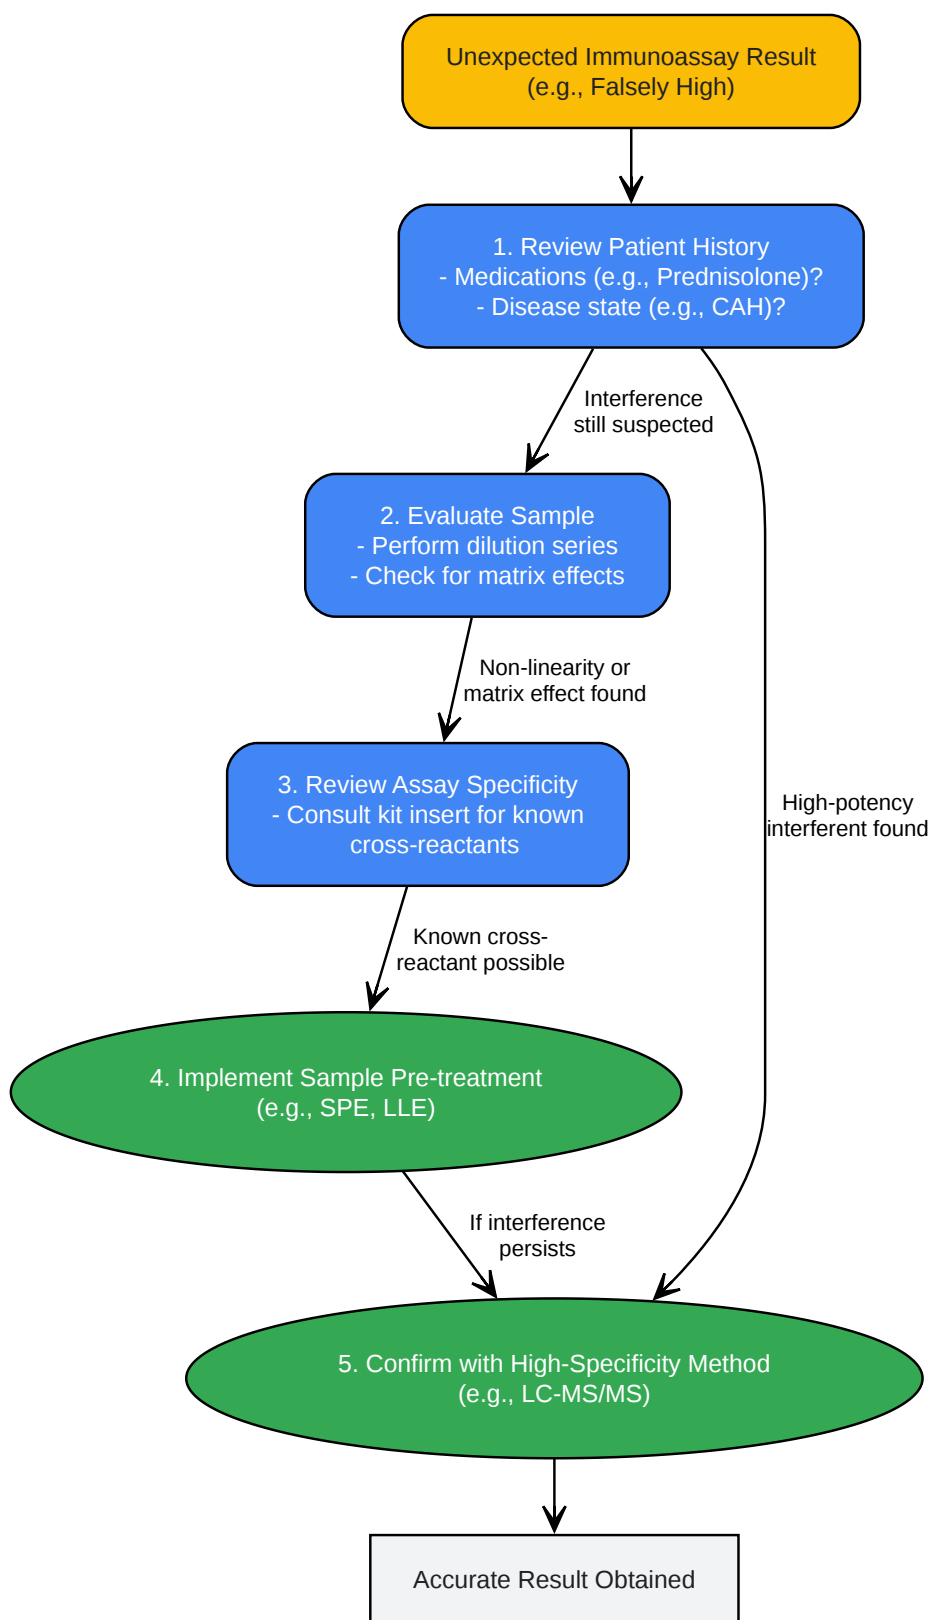 Unexpected Immunoassay Result
(e.g., Falsely High)
1. Review Patient History
- Medications (e.g., Prednisolone)?
- Disease state (e.g., CAH)?
Interference
still suspected
2. Evaluate Sample
- Perform dilution series
- Check for matrix effects
Non-linearity or
matrix effect found
3. Review Assay Specificity
- Consult kit insert for known
cross-reactants
High-potency
interferent found
Known cross-
reactant possible
4. Implement Sample Pre-treatment
(e.g., SPE, LLE)
If interference
persists
5. Confirm with High-Specificity Method
(e.g., LC-MS/MS)
Accurate Result Obtained